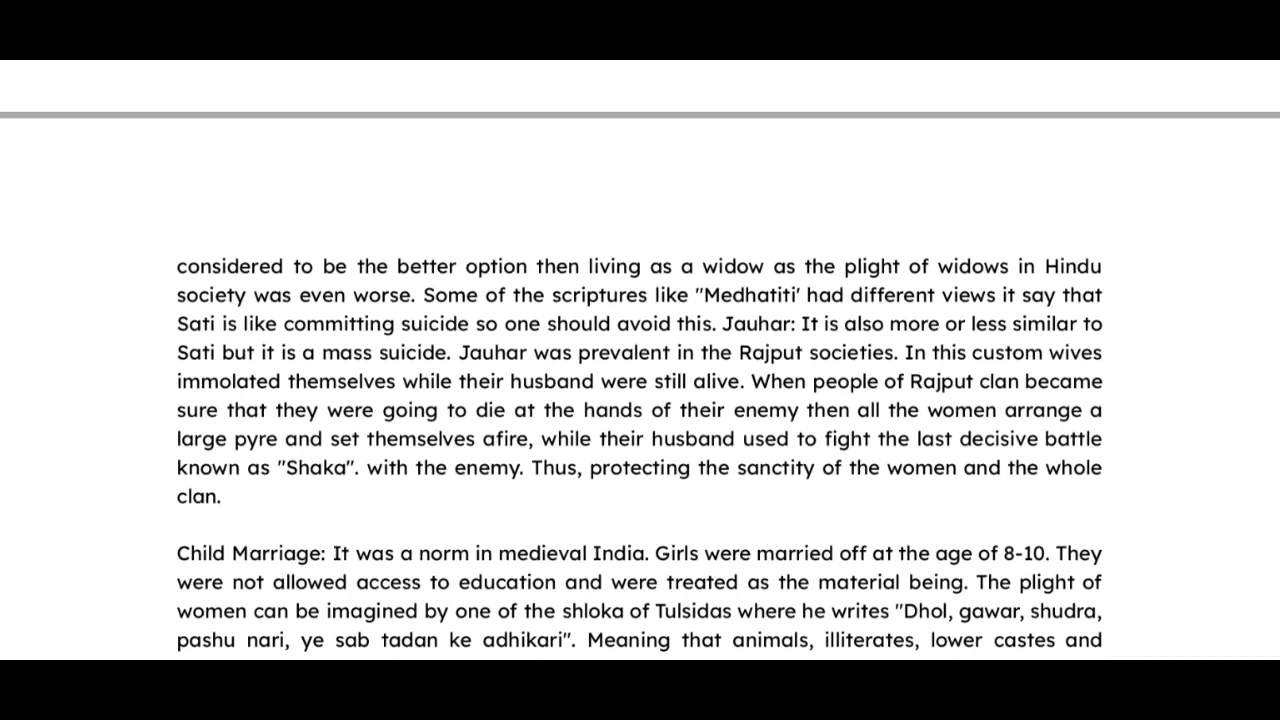 considered to be the better option then living as a widow as the plight of widows in Hindu
society was even worse. Some of the scriptures like "Medhatiti' had different views it say that
Sati is like committing suicide so one should avoid this. Jauhar: It is also more or less similar to
Sati but it is a mass suicide. Jauhar was prevalent in the Rajput societies. In this custom wives
immolated themselves while their husband were still alive. When people of Rajput clan became
sure that they were going to die at the hands of their enemy then all the women arrange a
large pyre and set themselves afire, while their husband used to fight the last decisive battle
known as "Shaka". with the enemy. Thus, protecting the sanctity of the women and the whole
clan.
Child Marriage: It was a norm in medieval India. Girls were married off at the age of 8-10. They
were not allowed access to education and were treated as the material being. The plight of
women can be imagined by one of the shloka of Tulsidas where he writes "Dhol, gawar, shudra,
pashu nari, ye sab tadan ke adhikari". Meaning that animals, illiterates, lower castes and